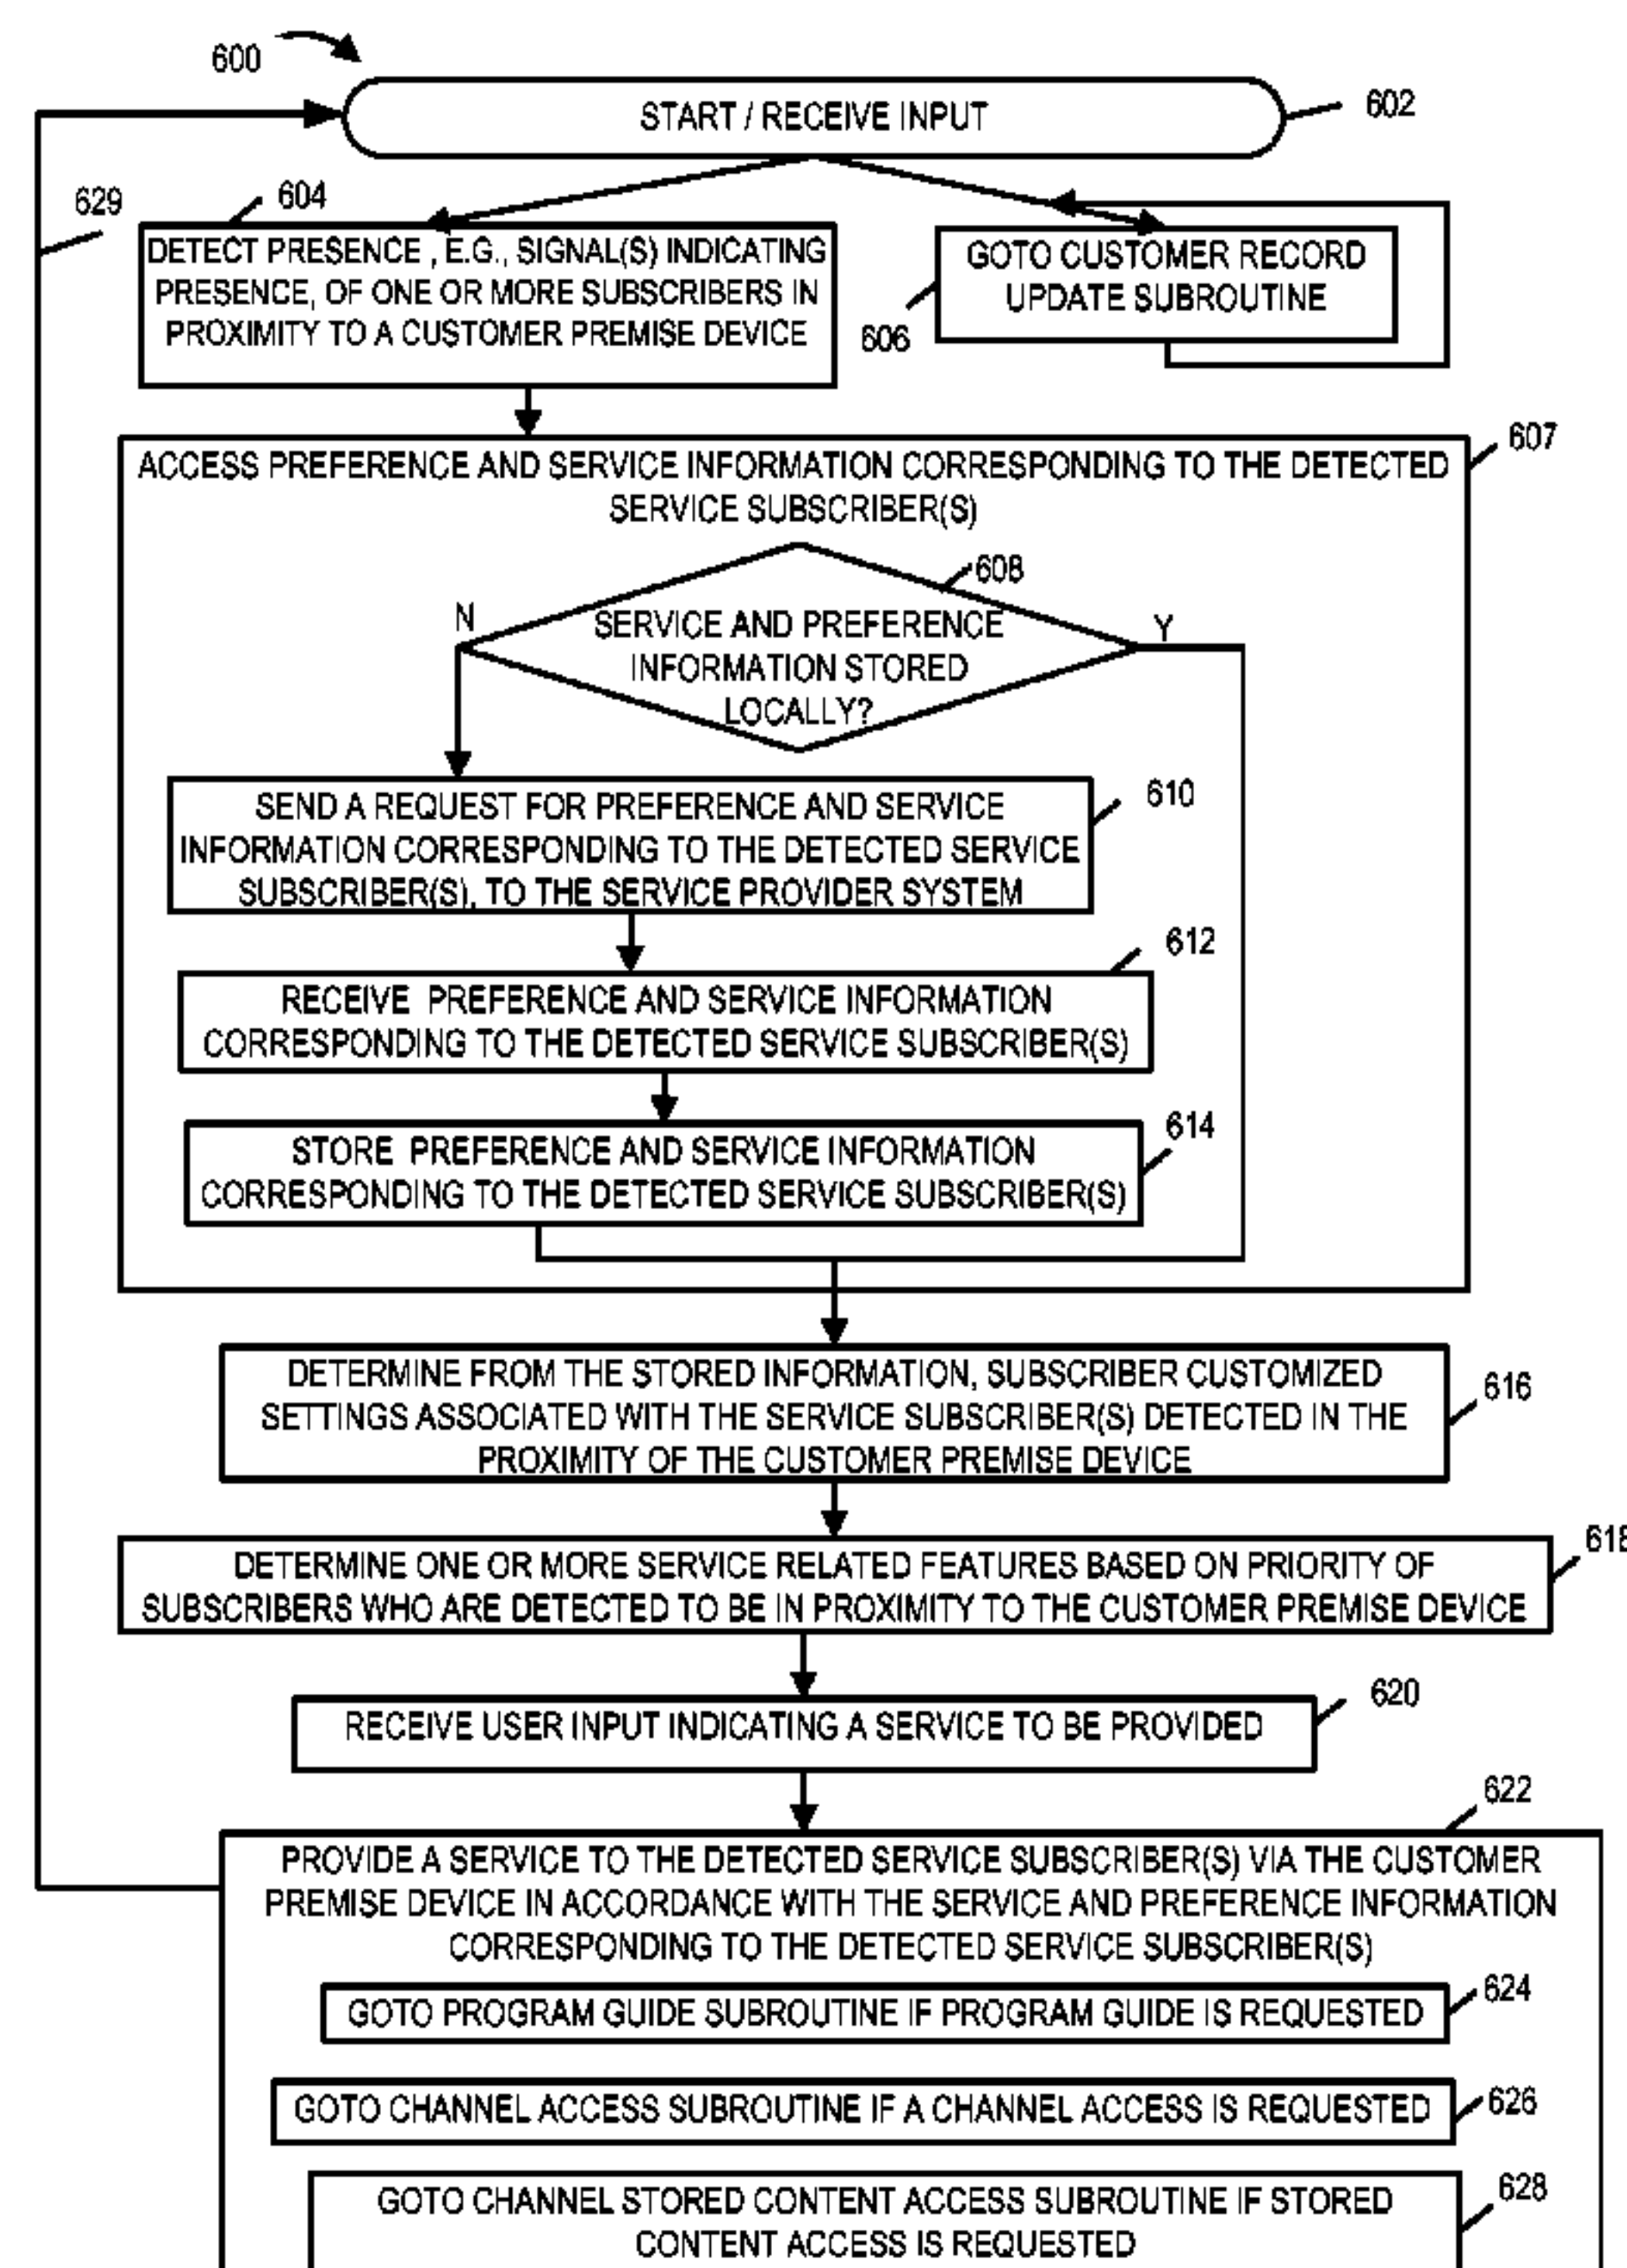 600
START / RECEIVE INPUT
602
629
604
DETECT PRESENCE , E.G., SIGNAL(S) INDICATING
PRESENCE, OF ONE OR MORE SUBSCRIBERS IN
PROXIMITY TO A CUSTOMER PREMISE DEVICE
GOTO CUSTOMER RECORD
UPDATE SUBROUTINE
606
607
ACCESS PREFERENCE AND SERVICE INFORMATION CORRESPONDING TO THE DETECTED
SERVICE SUBSCRIBER(S)
608
N
SERVICE AND PREFERENCE
INFORMATION STORED
LOCALLY?
Y
SEND A REQUEST FOR PREFERENCE AND SERVICE
INFORMATION CORRESPONDING TO THE DETECTED SERVICE
SUBSCRIBER(S), TO THE SERVICE PROVIDER SYSTEM
610
612
RECEIVE PREFERENCE AND SERVICE INFORMATION
CORRESPONDING TO THE DETECTED SERVICE SUBSCRIBER(S)
614
STORE PREFERENCE AND SERVICE INFORMATION
CORRESPONDING TO THE DETECTED SERVICE SUBSCRIBER(S)
DETERMINE FROM THE STORED INFORMATION, SUBSCRIBER CUSTOMIZED
SETTINGS ASSOCIATED WITH THE SERVICE SUBSCRIBER(S) DETECTED IN THE
PROXIMITY OF THE CUSTOMER PREMISE DEVICE
616
618
DETERMINE ONE OR MORE SERVICE RELATED FEATURES BASED ON PRIORITY OF
SUBSCRIBERS WHO ARE DETECTED TO BE IN PROXIMITY TO THE CUSTOMER PREMISE DEVICE
620
RECEIVE USER INPUT INDICATING A SERVICE TO BE PROVIDED
622
PROVIDE A SERVICE TO THE DETECTED SERVICE SUBSCRIBER(S) VIA THE CUSTOMER
PREMISE DEVICE IN ACCORDANCE WITH THE SERVICE AND PREFERENCE INFORMATION
CORRESPONDING TO THE DETECTED SERVICE SUBSCRIBER(S)
624
GOTO PROGRAM GUIDE SUBROUTINE IF PROGRAM GUIDE IS REQUESTED
GOTO CHANNEL ACCESS SUBROUTINE IF A CHANNEL ACCESS IS REQUESTED
626
628
GOTO CHANNEL STORED CONTENT ACCESS SUBROUTINE IF STORED
CONTENT ACCESS IS REQUESTED